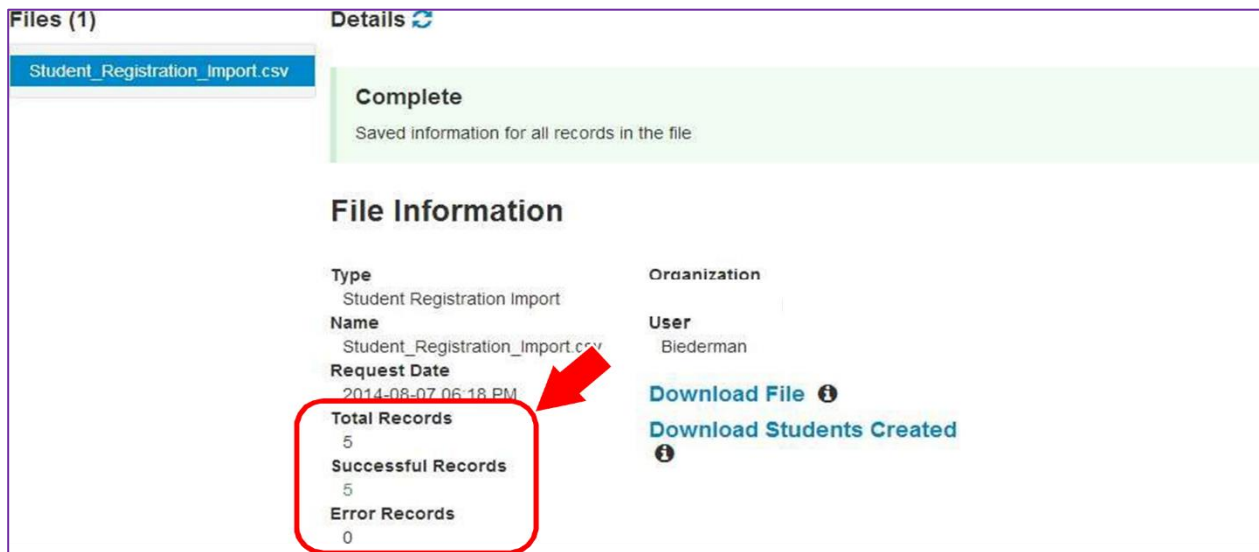 Files (1)
Student_Registration_Import.csv
Details
Complete
Saved information for all records in the file
File Information
Type
Student Registration Import
Name
Student_Registration_Import.csv
Request Date
2014-08-07 06:18 PM
Total Records
5
Successful Records
5
Error Records
0
Organization
User
Biederman
Download File
Download Students Created